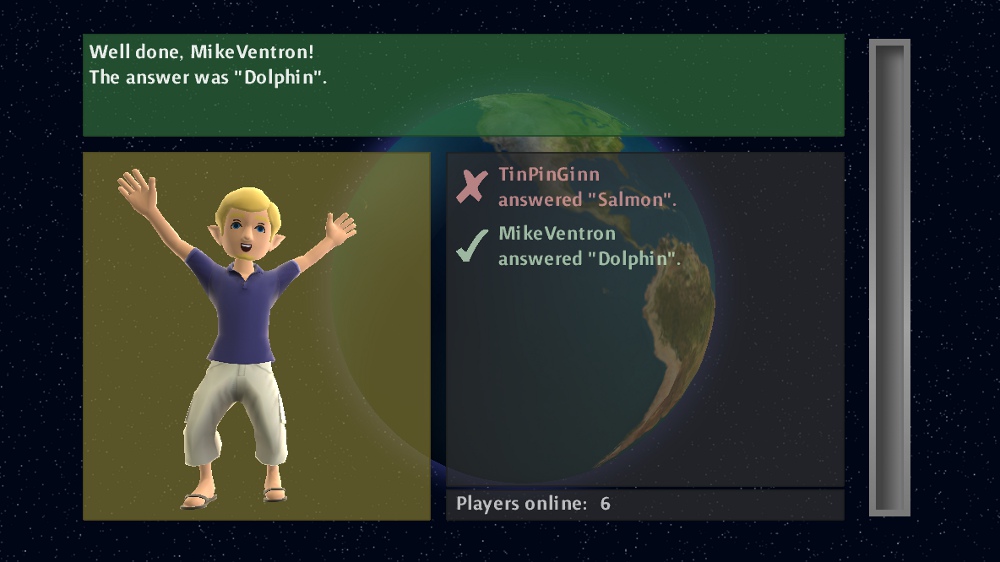 Well done, MikeVentron!
The answer was "Dolphin".
TinPinGinn
answered "Salmon".
MikeVentron
answered "Dolphin".
Players online: 6